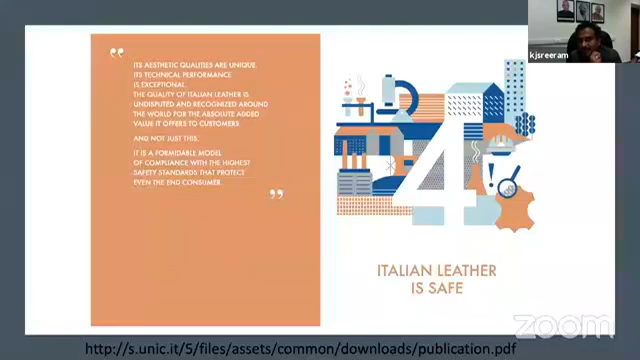 “
ITS AESTHETIC QUALITIES ARE UNIQUE.
ITS TECHNICAL PERFORMANCE
IS EXCEPTIONAL.
THE QUALITY OF ITALIAN LEATHER IS
UNDISPUTED AND RECOGNIZED AROUND
THE WORLD FOR THE ABSOLUTE ADDED
VALUE IT OFFERS TO CUSTOMERS.
AND NOT JUST THIS.
IT IS A FORMIDABLE MODEL
OF COMPLIANCE WITH THE HIGHEST
SAFETY STANDARDS THAT PROTECT
EVEN THE END CONSUMER.
”
4
!
ITALIAN LEATHER
IS SAFE
kjsreeram
zoom
http://s.unic.it/5/files/assets/common/downloads/publication.pdf